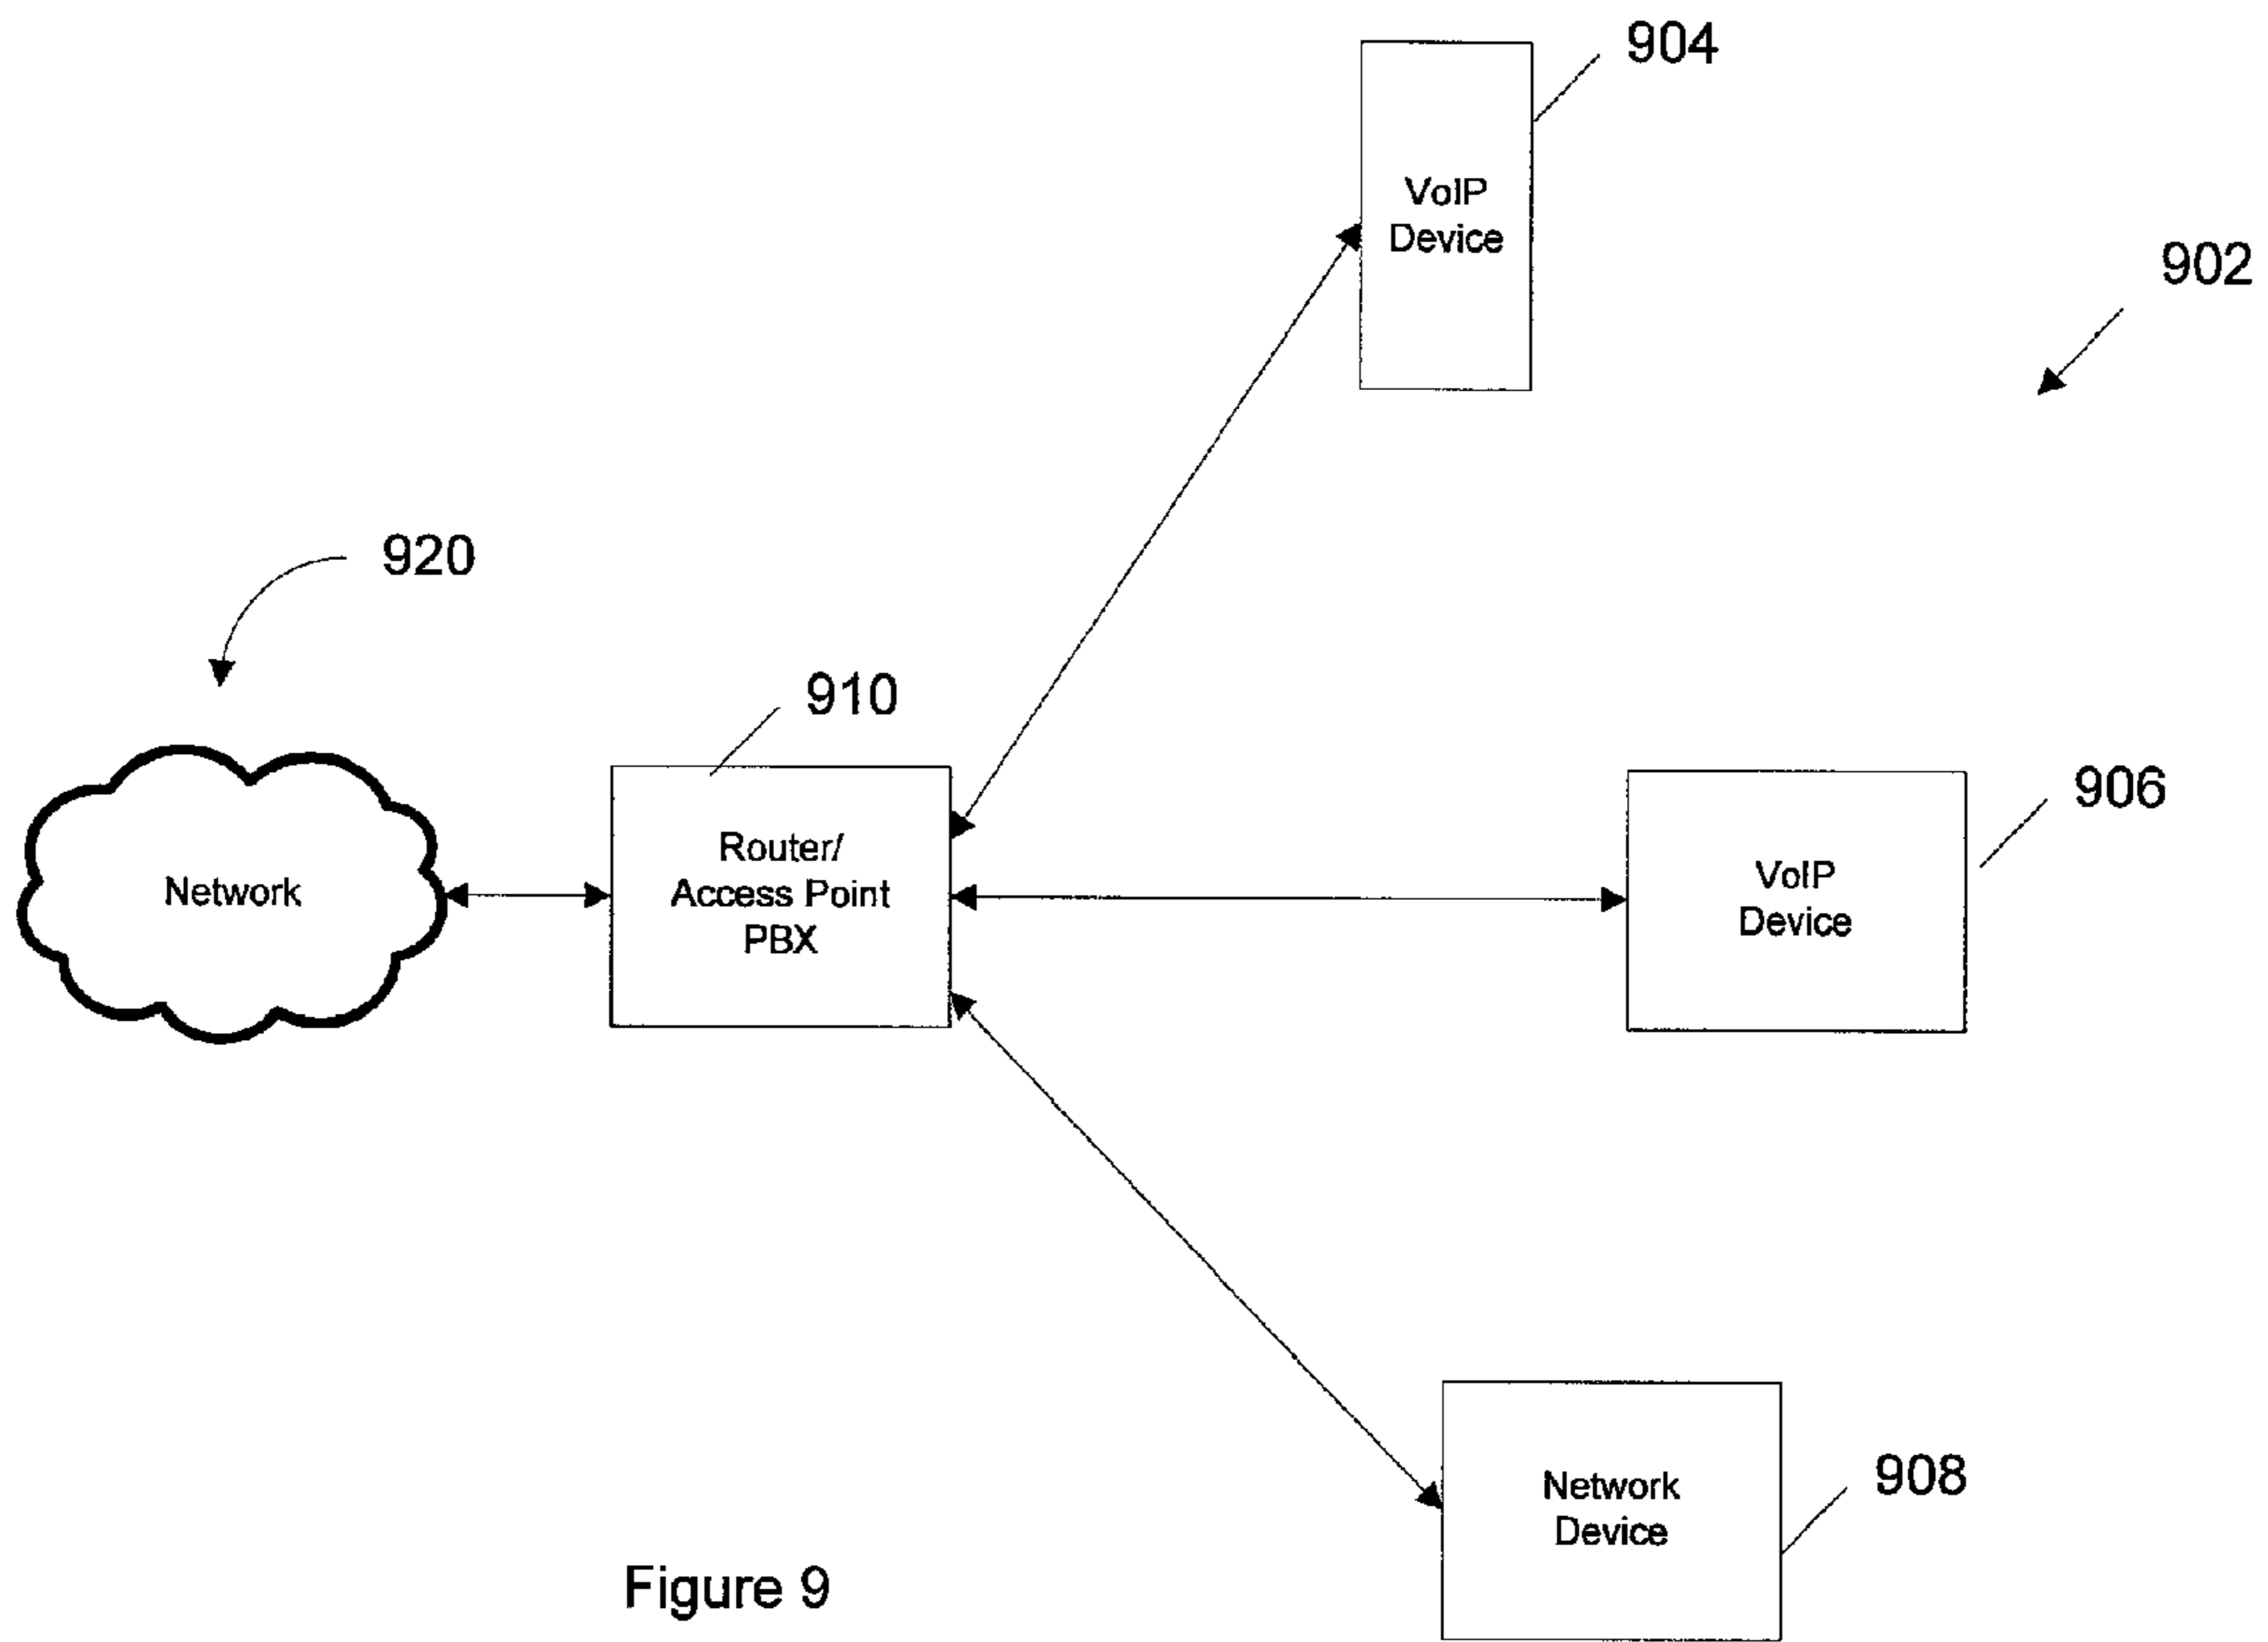 904
VoIP
Device
902
920
910
906
Router/
Access Point
PBX
Network
VoIP
Device
908
Network
Device
Figure 9